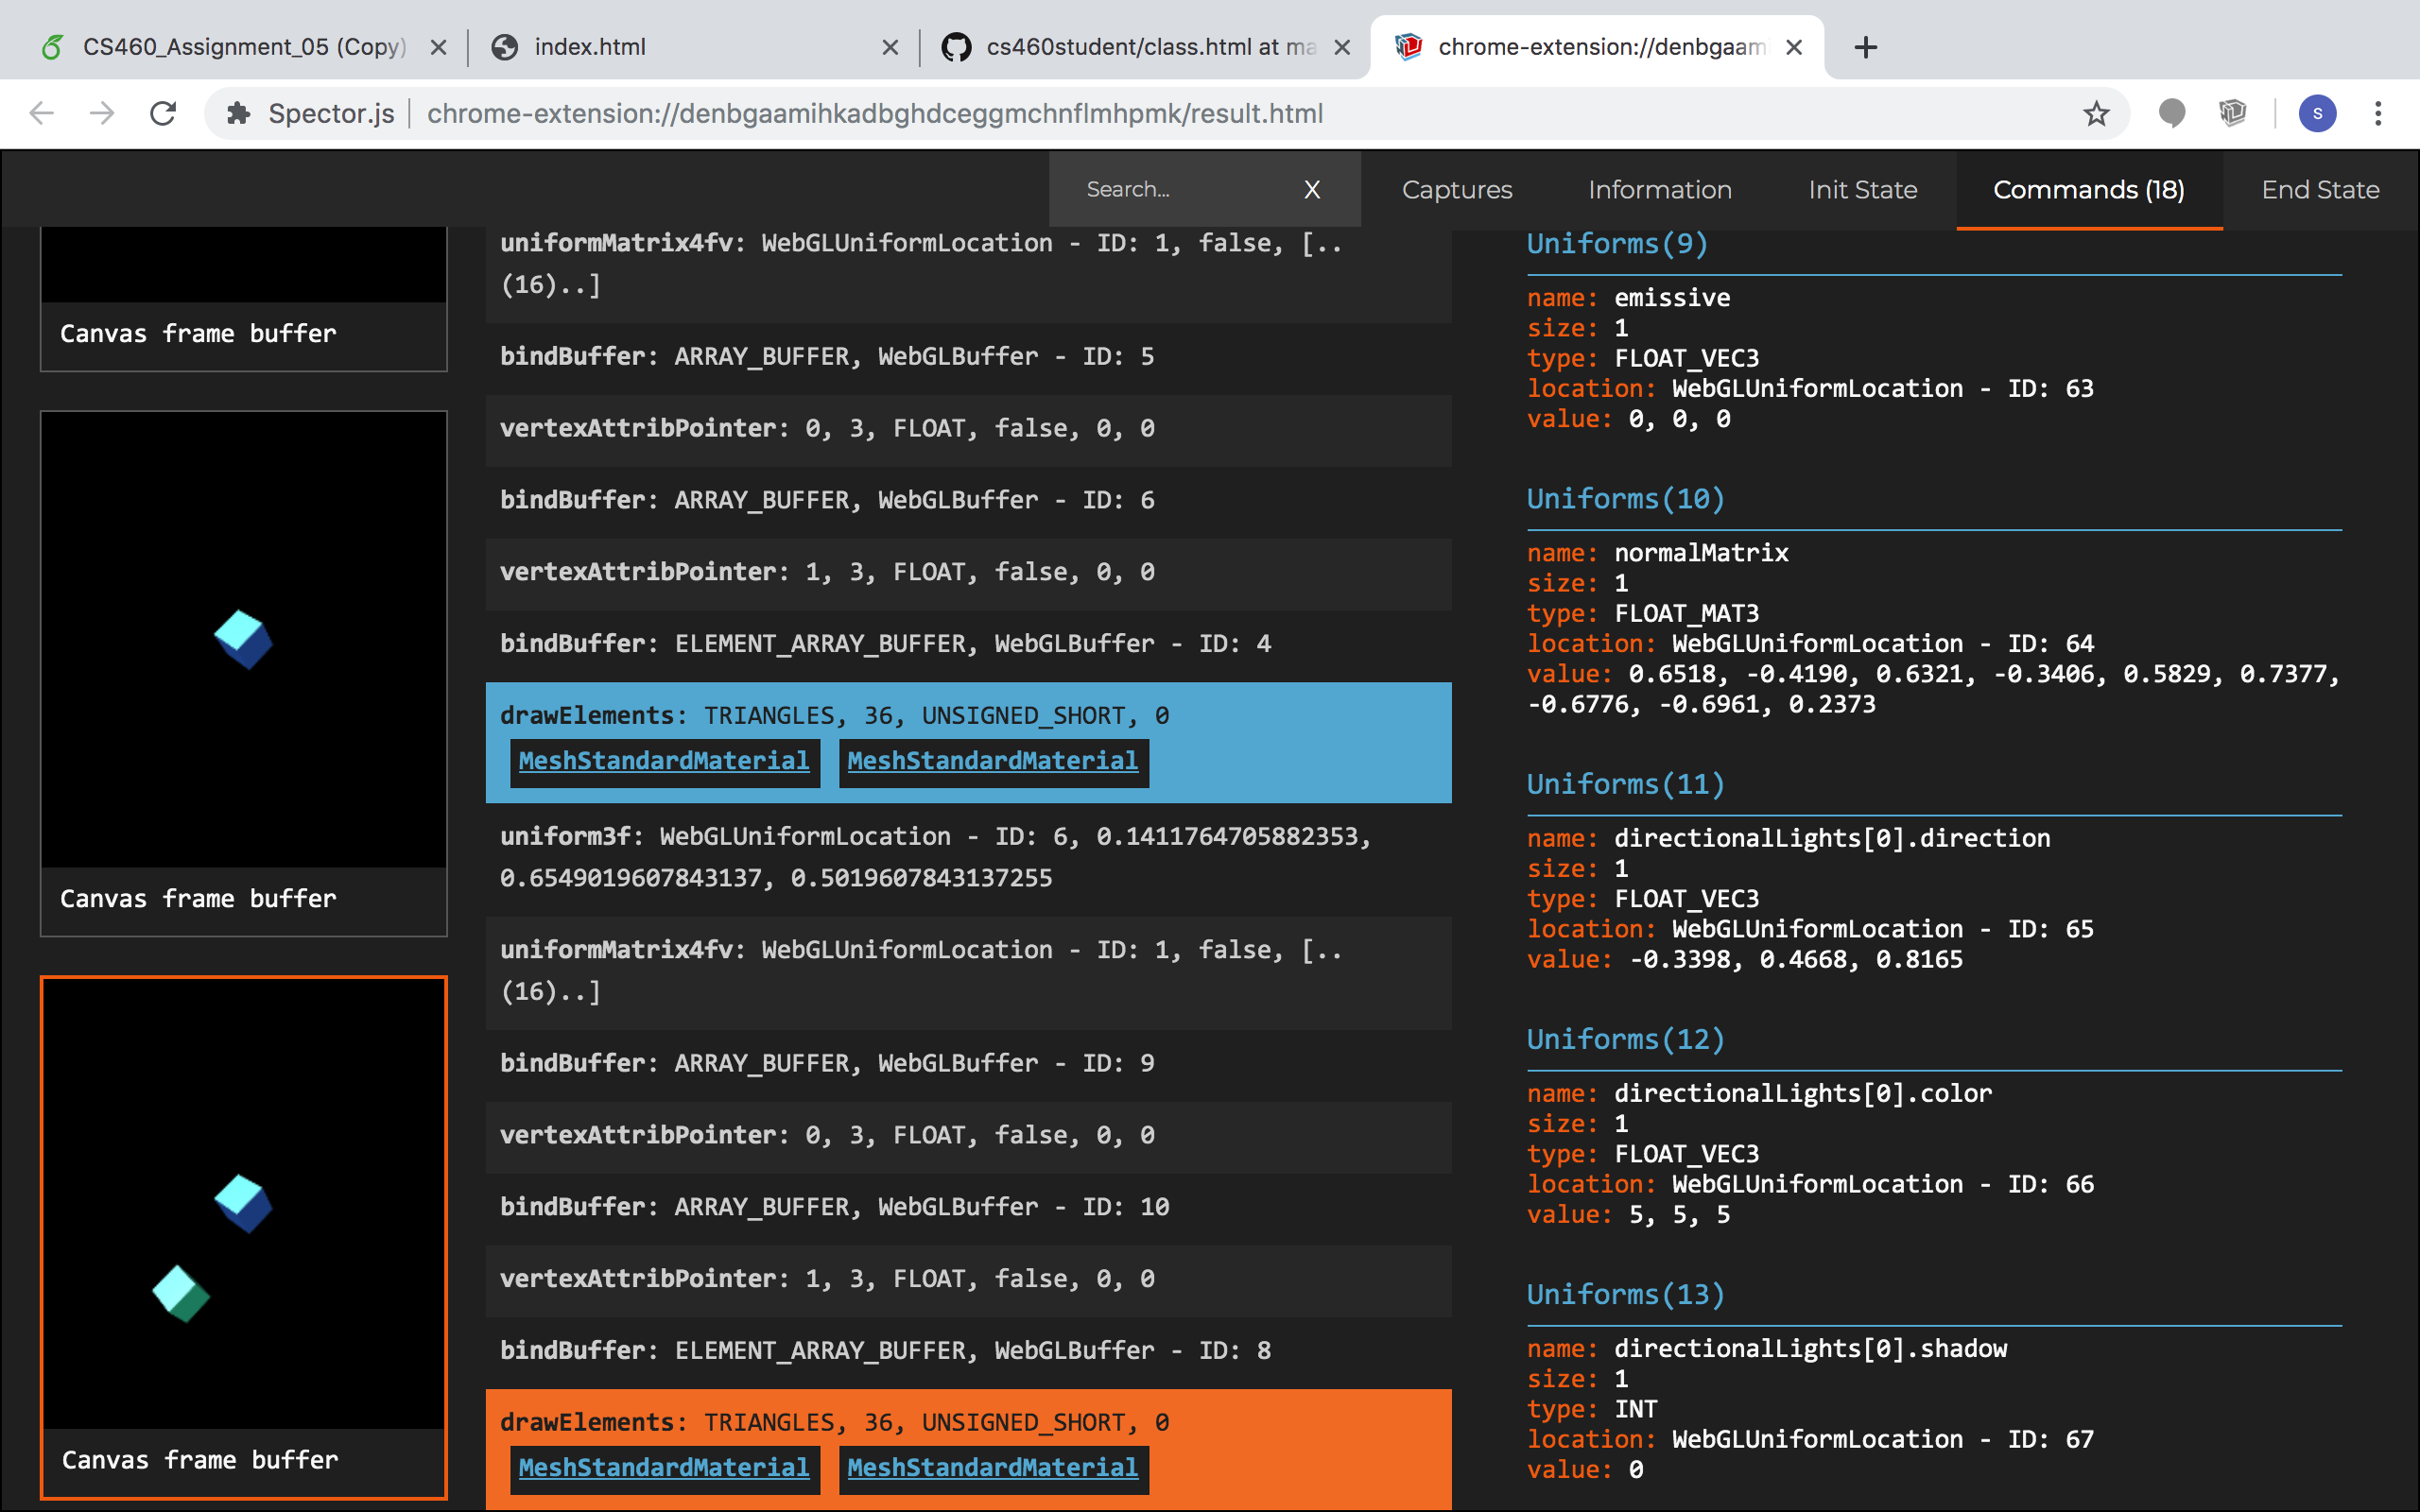 CS460_Assignment_05 (Copy)
index.html
cs460student/class.html at ma
chrome-extension://denbgaam
Spector.js
chrome-extension://denbgaamihkadbghdceggmchnflmhpmk/result.html
s
Search...
X
Captures
Information
Init State
Commands (18)
End State
Canvas frame buffer
Canvas frame buffer
Canvas frame buffer
uniformMatrix4fv: WebGLUniformLocation - ID: 1, false, [..
(16)..]
bindBuffer: ARRAY_BUFFER, WebGLBuffer - ID: 5
vertexAttribPointer: 0, 3, FLOAT, false, 0, 0
bindBuffer: ARRAY_BUFFER, WebGLBuffer - ID: 6
vertexAttribPointer: 1, 3, FLOAT, false, 0, 0
bindBuffer: ELEMENT_ARRAY_BUFFER, WebGLBuffer - ID: 4
drawElements: TRIANGLES, 36, UNSIGNED_SHORT, 0
MeshStandardMaterial MeshStandardMaterial
uniform3f: WebGLUniformLocation - ID: 6, 0.1411764705882353,
0.6549019607843137, 0.5019607843137255
uniformMatrix4fv: WebGLUniformLocation - ID: 1, false, [..
(16)..]
bindBuffer: ARRAY_BUFFER, WebGLBuffer - ID: 9
vertexAttribPointer: 0, 3, FLOAT, false, 0, 0
bindBuffer: ARRAY_BUFFER, WebGLBuffer - ID: 10
vertexAttribPointer: 1, 3, FLOAT, false, 0, 0
bindBuffer: ELEMENT_ARRAY_BUFFER, WebGLBuffer - ID: 8
drawElements: TRIANGLES, 36, UNSIGNED_SHORT, 0
MeshStandardMaterial MeshStandardMaterial
Uniforms(9)
name: emissive
size: 1
type: FLOAT_VEC3
location: WebGLUniformLocation - ID: 63
value: 0, 0, 0
Uniforms(10)
name: normalMatrix
size: 1
type: FLOAT_MAT3
location: WebGLUniformLocation - ID: 64
value: 0.6518, -0.4190, 0.6321, -0.3406, 0.5829, 0.7377,
-0.6776, -0.6961, 0.2373
Uniforms(11)
name: directionalLights[0].direction
size: 1
type: FLOAT_VEC3
location: WebGLUniformLocation - ID: 65
value: -0.3398, 0.4668, 0.8165
Uniforms(12)
name: directionalLights[0].color
size: 1
type: FLOAT_VEC3
location: WebGLUniformLocation - ID: 66
value: 5, 5, 5
Uniforms(13)
name: directionalLights[0].shadow
size: 1
type: INT
location: WebGLUniformLocation - ID: 67
value: 0